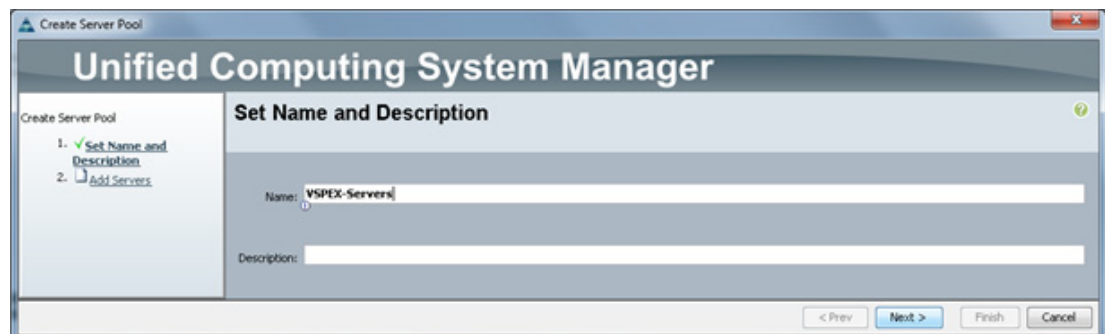 Create Server Pool
Unified Computing System Manager
Create Server Pool
1. Set Name and
Description
2. Add Servers
Set Name and Description
Name: VSPEX-Servers
Description:
< Prev
Next >
Finish
Cancel